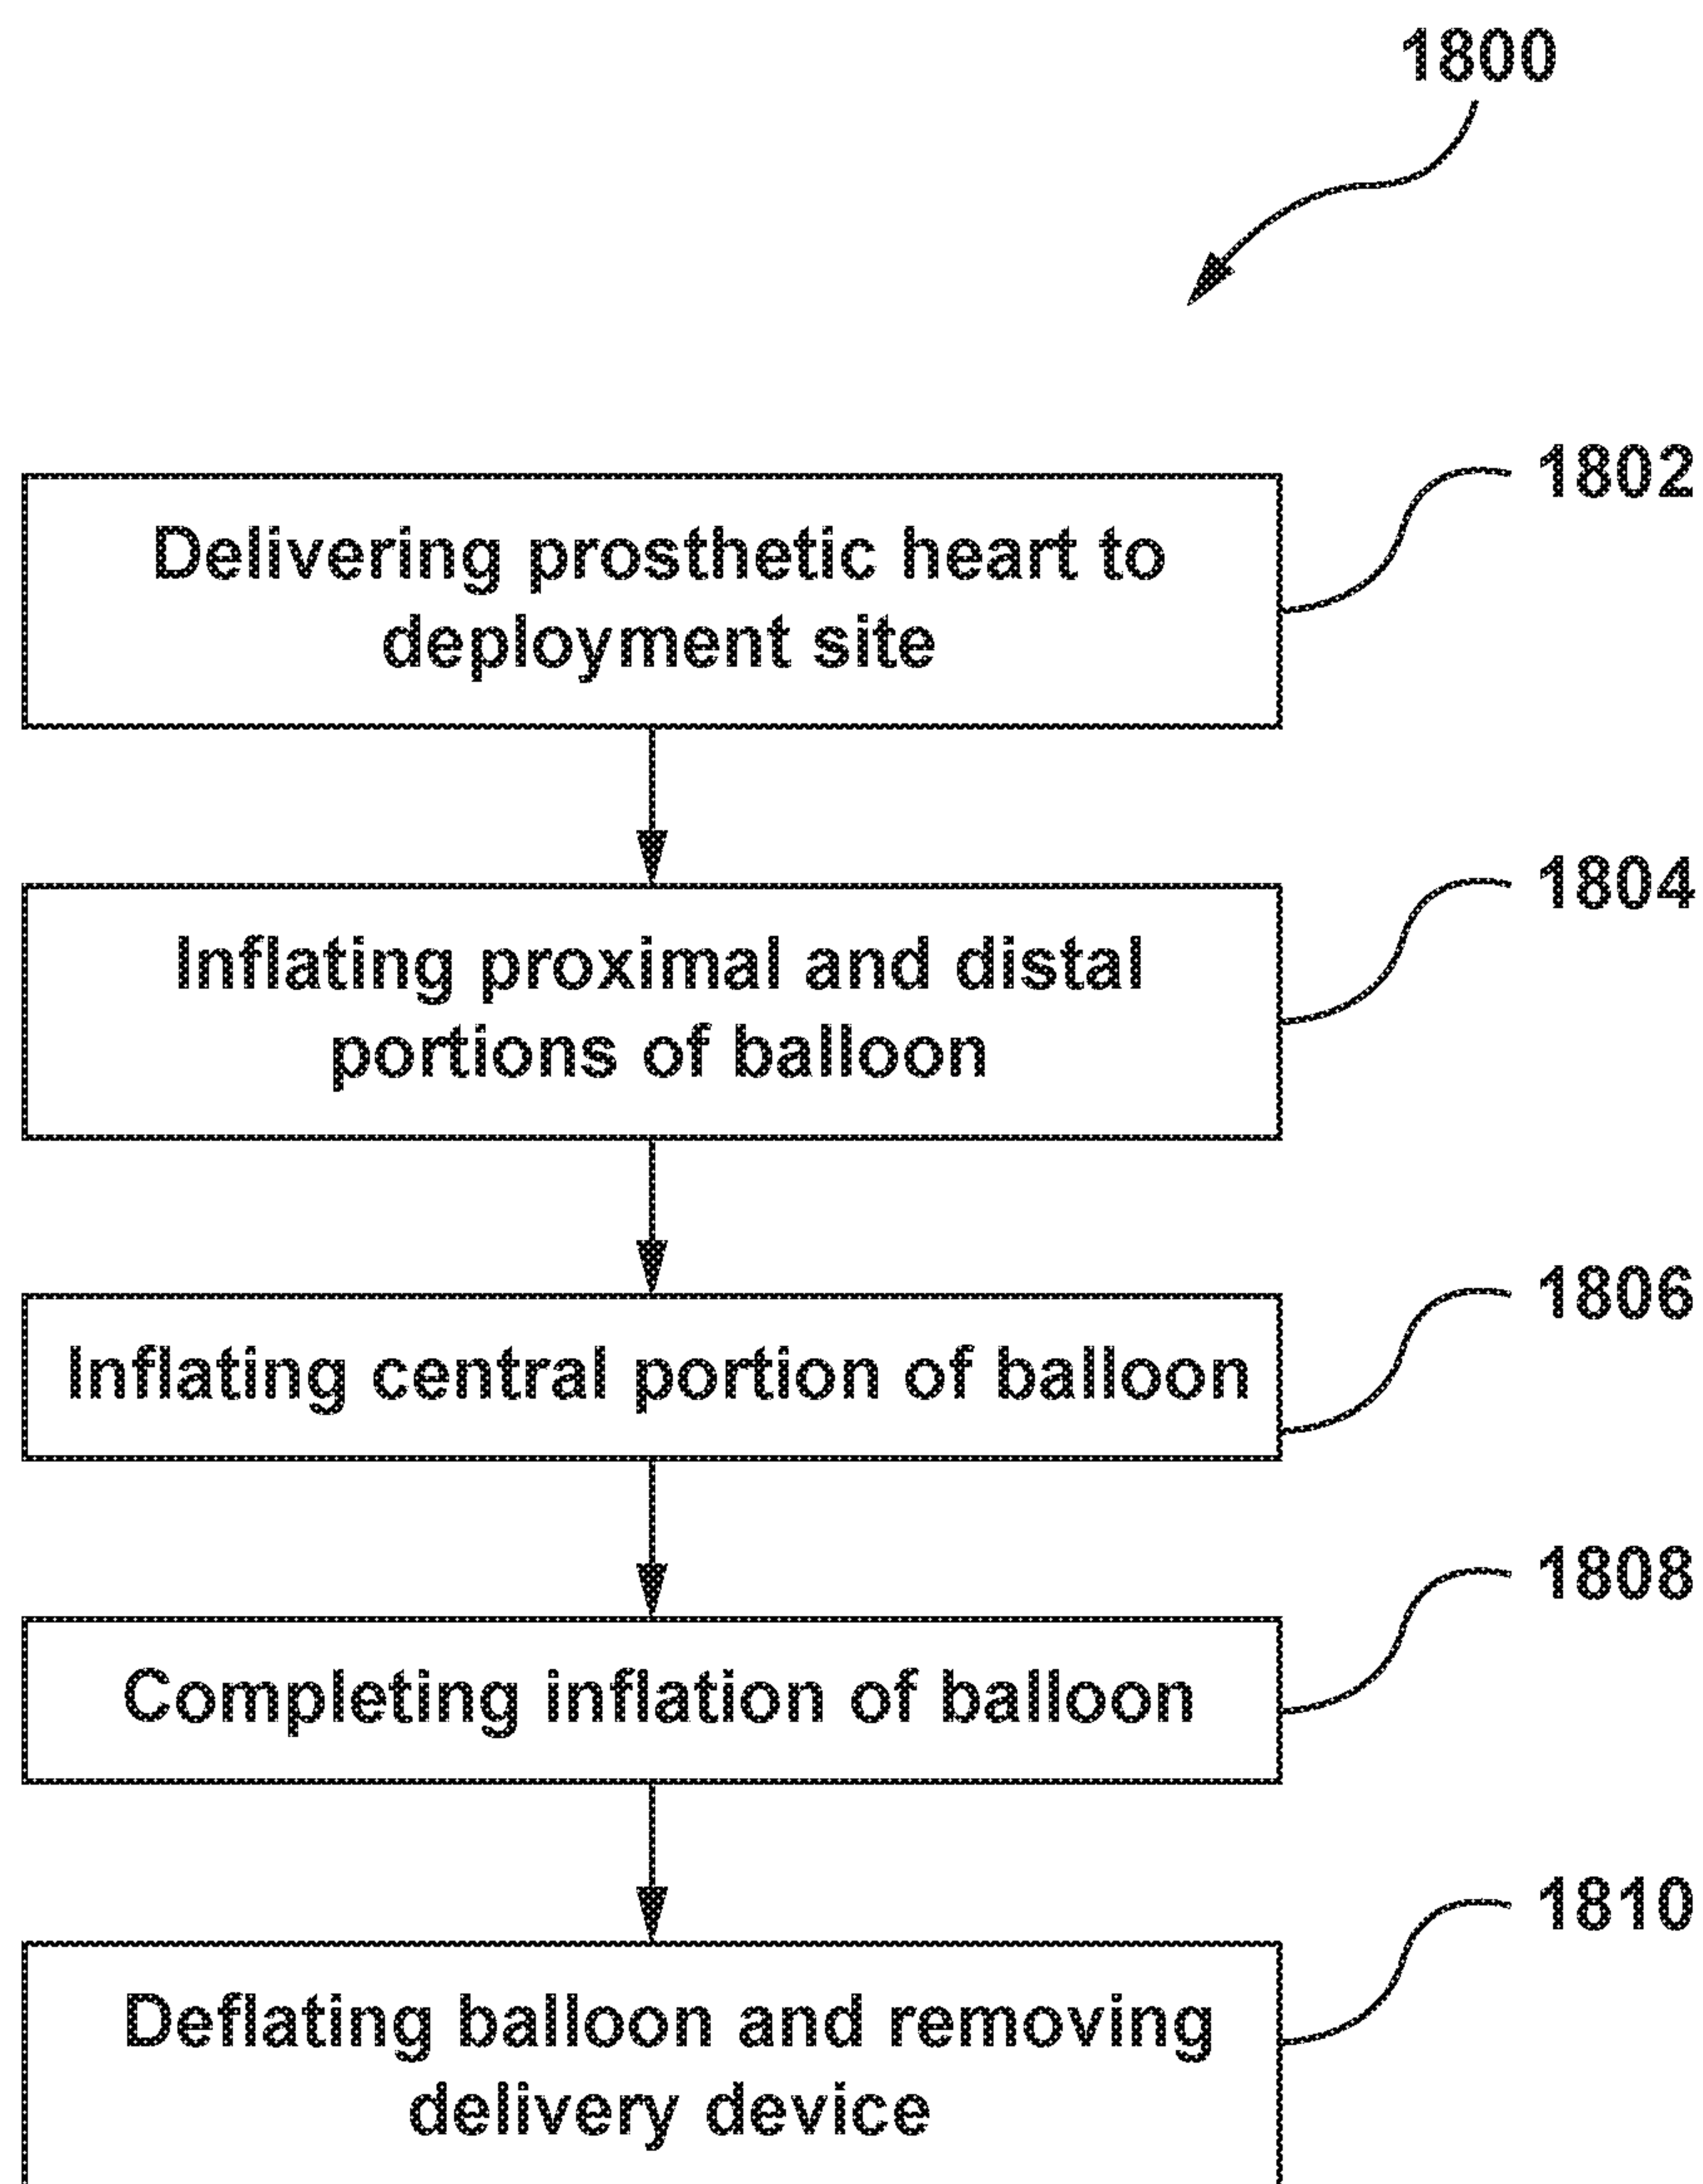 1800
1802
Delivering prosthetic heart to
deployment site
1804
Inflating proximal and distal
portions of balloon
1806
Inflating central portion of balloon
1808
Completing inflation of balloon
1810
Deflating balloon and removing
delivery device